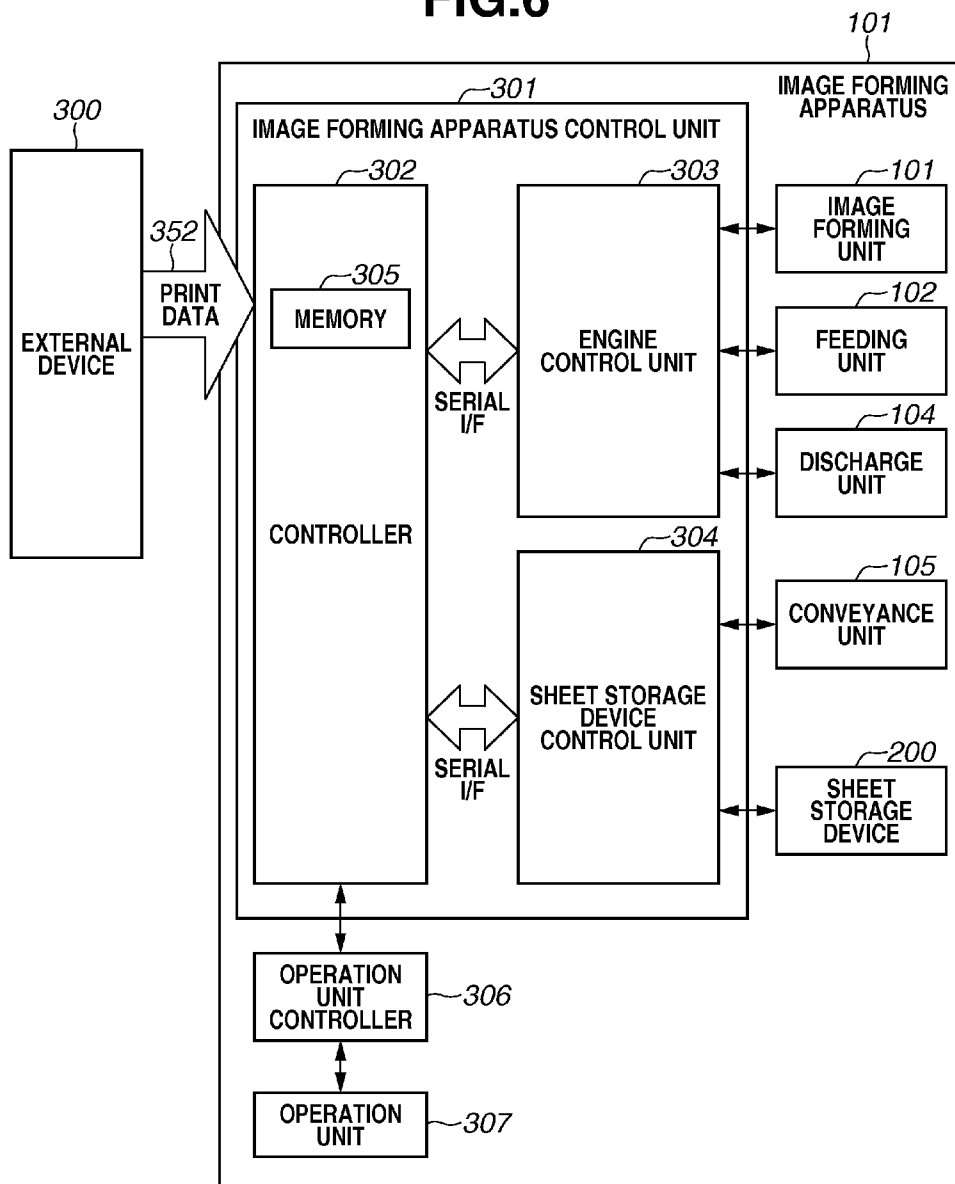 FIG.6
101
IMAGE FORMING
APPARATUS
301
IMAGE FORMING APPARATUS CONTROL UNIT
300
EXTERNAL
DEVICE
352
PRINT
DATA
302
305
MEMORY
CONTROLLER
SERIAL
I/F
SERIAL
I/F
303
ENGINE
CONTROL UNIT
304
SHEET STORAGE
DEVICE
CONTROL UNIT
101
IMAGE
FORMING
UNIT
102
FEEDING
UNIT
104
DISCHARGE
UNIT
105
CONVEYANCE
UNIT
200
SHEET
STORAGE
DEVICE
OPERATION
UNIT
CONTROLLER
306
OPERATION
UNIT
307